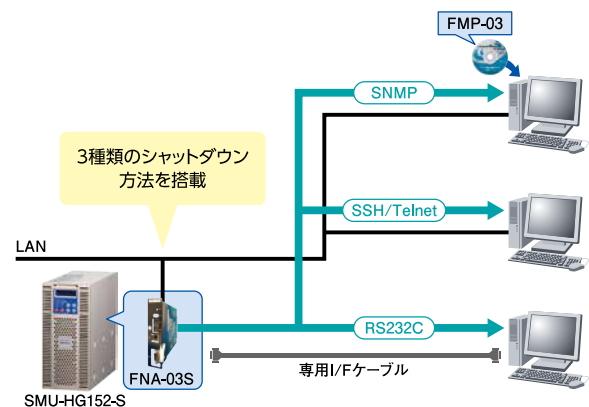 FMP-03
SNMP
3種類のシャットダウン
方法を搭載
SSH/Telnet
LAN
RS232C
専用I/Fケーブル
FNA-03S
SMU-HG152-S